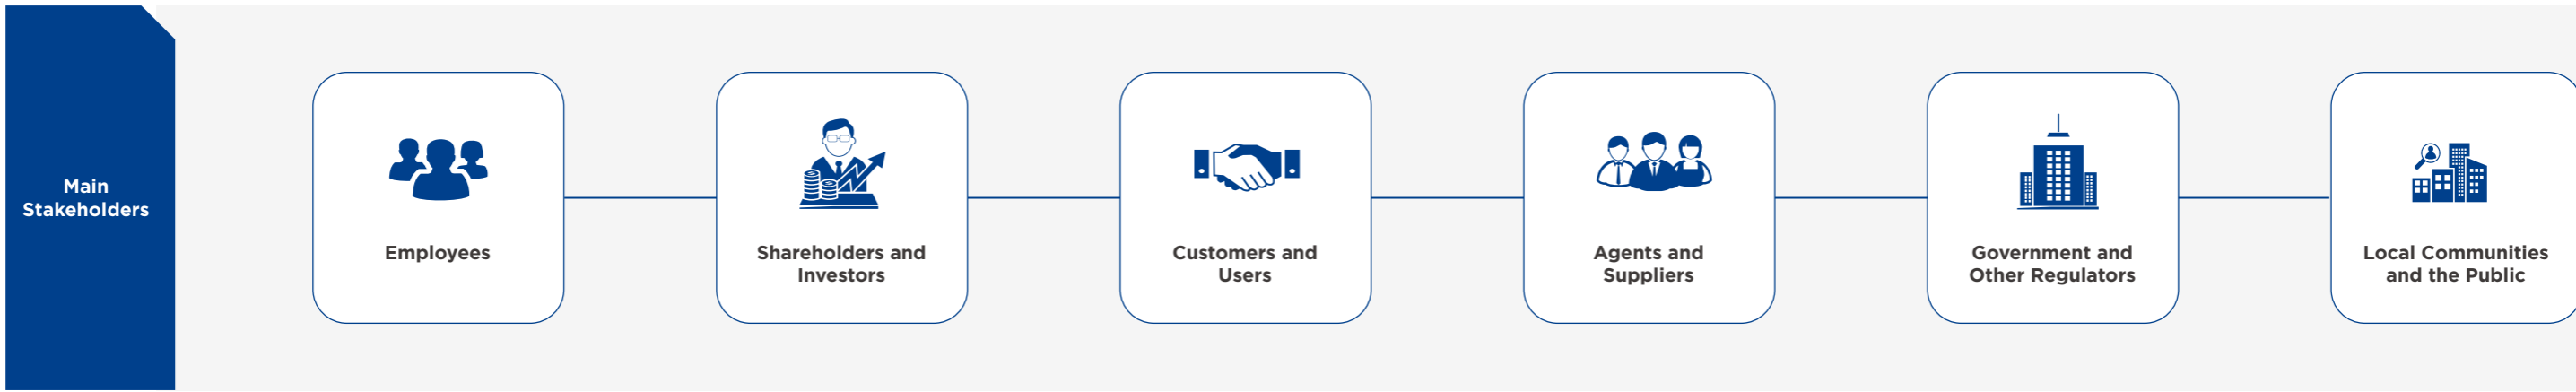 Main
Stakeholders
Employees
Shareholders and
Investors
Customers and
Users
Agents and
Suppliers
Government and
Other Regulators
Local Communities
and the Public